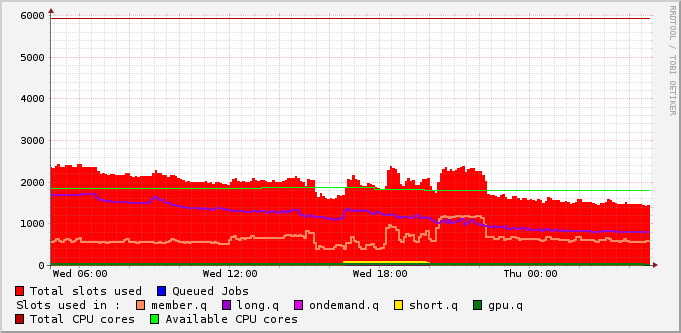 6000
5000
4000
3000
2000
1000
0
Wed 06:00 Wed 12:00 Wed 18:00 Thu 00:00
Total slots used Queued Jobs
Slots used in : member.q long.q ondemand.q short.q gpu.q
Total CPU cores Available CPU cores
RRDTOOL / TOBI OETIKER